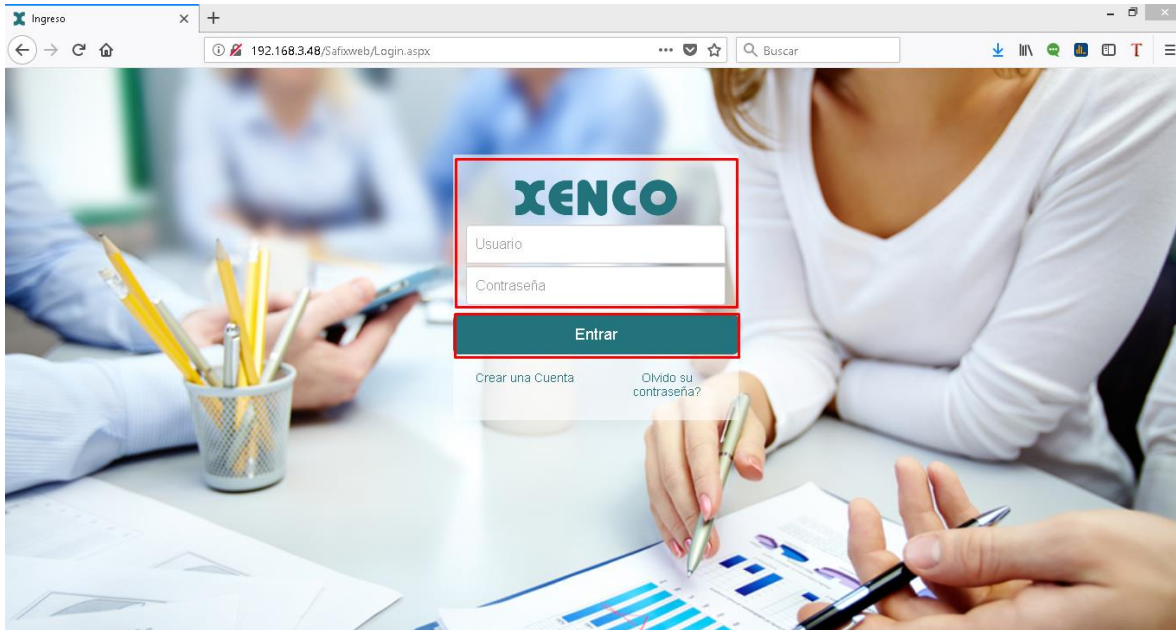 Ingreso
192.168.3.48/Safixweb/Login.aspx
Buscar
XENCO
Usuario
Contraseña
Entrar
Crear una Cuenta
Olvido su
contraseña?